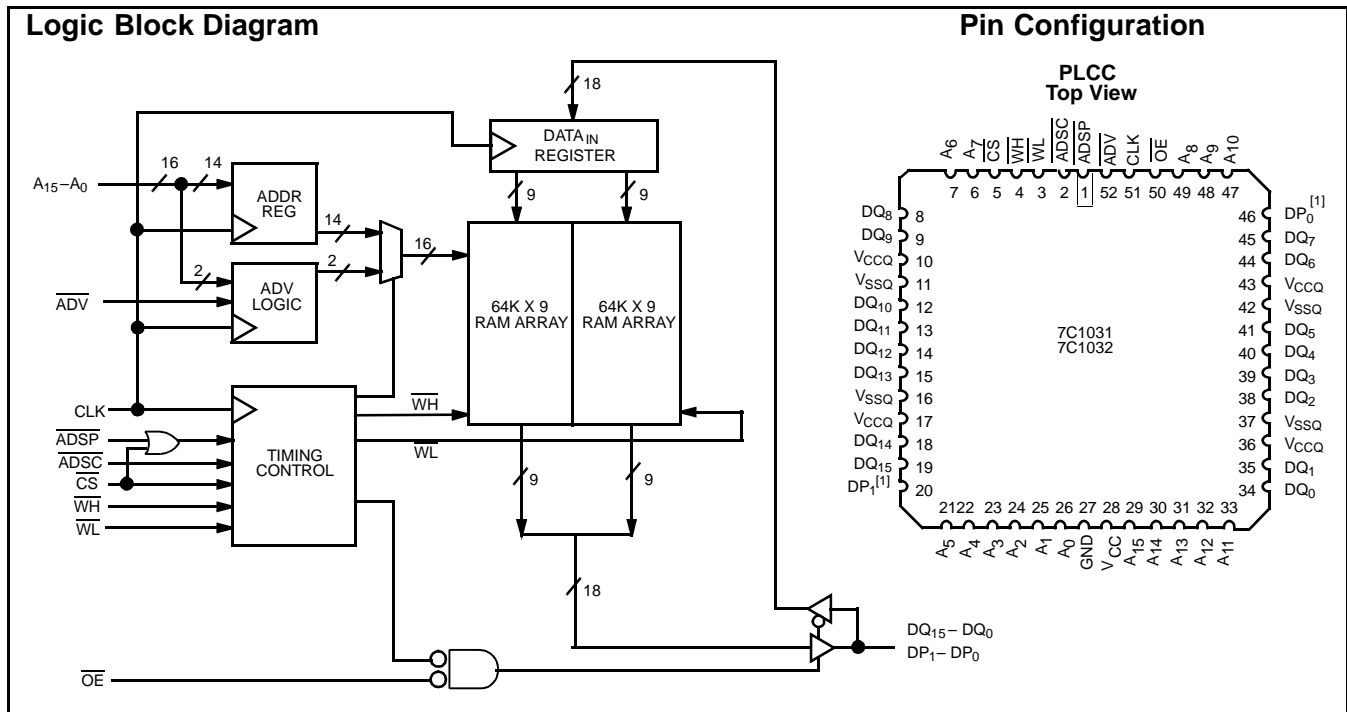 Logic Block Diagram
Pin Configuration
PLCC
Top View
18
DATAIN
REGISTER
9
9
A15–A0
16
14
ADDR
REG
14
2
ADV
LOGIC
2
16
ADV
64K X 9
RAM ARRAY
64K X 9
RAM ARRAY
CLK
ADSP
ADSC
CS
WH
WL
TIMING
CONTROL
WH
WL
9
9
18
DQ15– DQ0
DP1– DP0
OE
A6
A7
CS
WH
WL
ADSC
ADSP
ADV
CLK
OE
A8
A9
A10
7 6 5 4 3 2 1 52 51 50 49 48 47
DQ8 8
DQ9 9
VCCQ 10
VSSQ 11
DQ10 12
DQ11 13
DQ12 14
DQ13 15
VSSQ 16
VCCQ 17
DQ14 18
DQ15 19
DP1[1] 20
7C1031
7C1032
46 DP0[1]
45 DQ7
44 DQ6
43 VCCQ
42 VSSQ
41 DQ5
40 DQ4
39 DQ3
38 DQ2
37 VSSQ
36 VCCQ
35 DQ1
34 DQ0
21 22 23 24 25 26 27 28 29 30 31 32 33
A5
A4
A3
A2
A1
A0
GND
VCC
A15
A14
A13
A12
A11